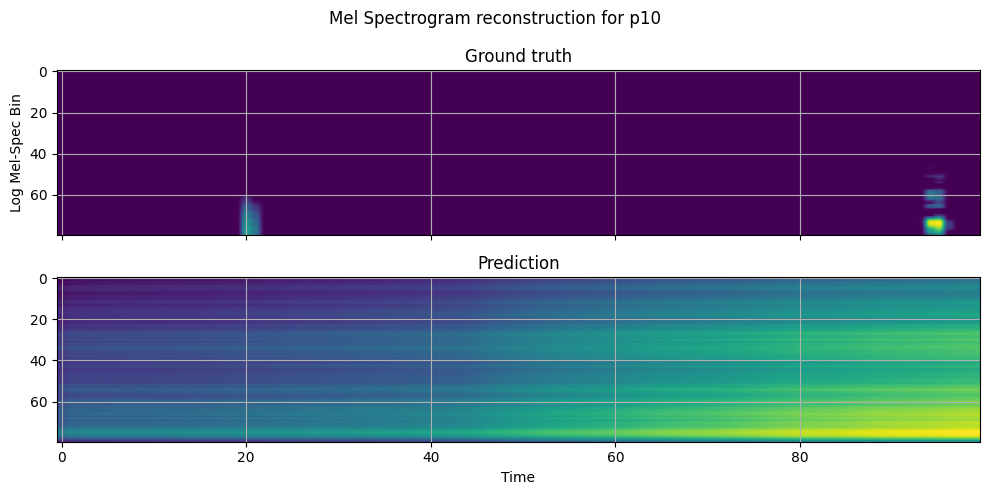 Mel Spectrogram reconstruction for p10
Ground truth
0
20
40
60
Log Mel-Spec Bin
Prediction
0
20
40
60
0 20 40 60 80
Time